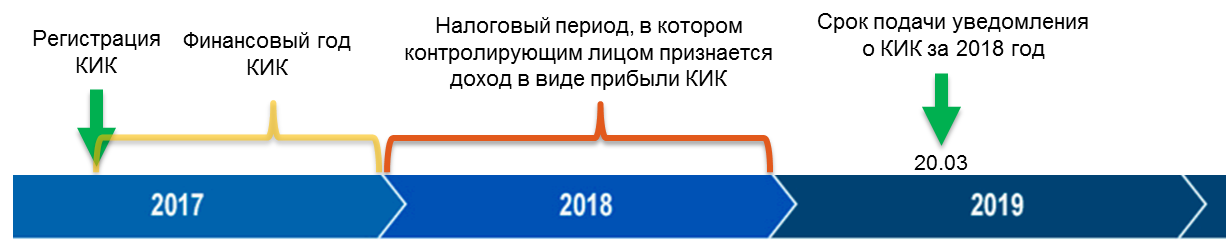 Регистрация
КИК
Финансовый год
КИК
Налоговый период, в котором
контролирующим лицом признается
доход в виде прибыли КИК
Срок подачи уведомления
о КИК за 2018 год
20.03
2017
2018
2019